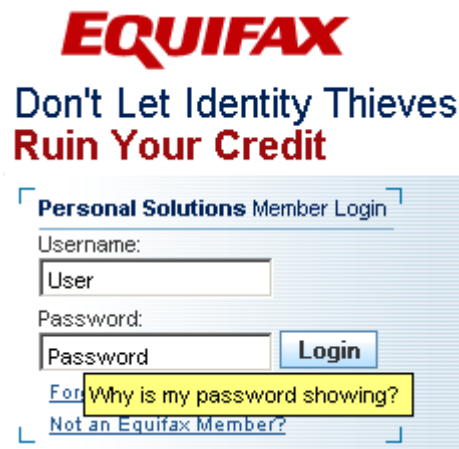 EQUIFAX
Don't Let Identity Thieves
Ruin Your Credit
Personal Solutions Member Login
Username:
User
Password:
Password
Login
Why is my password showing?
Not an Equifax Member?